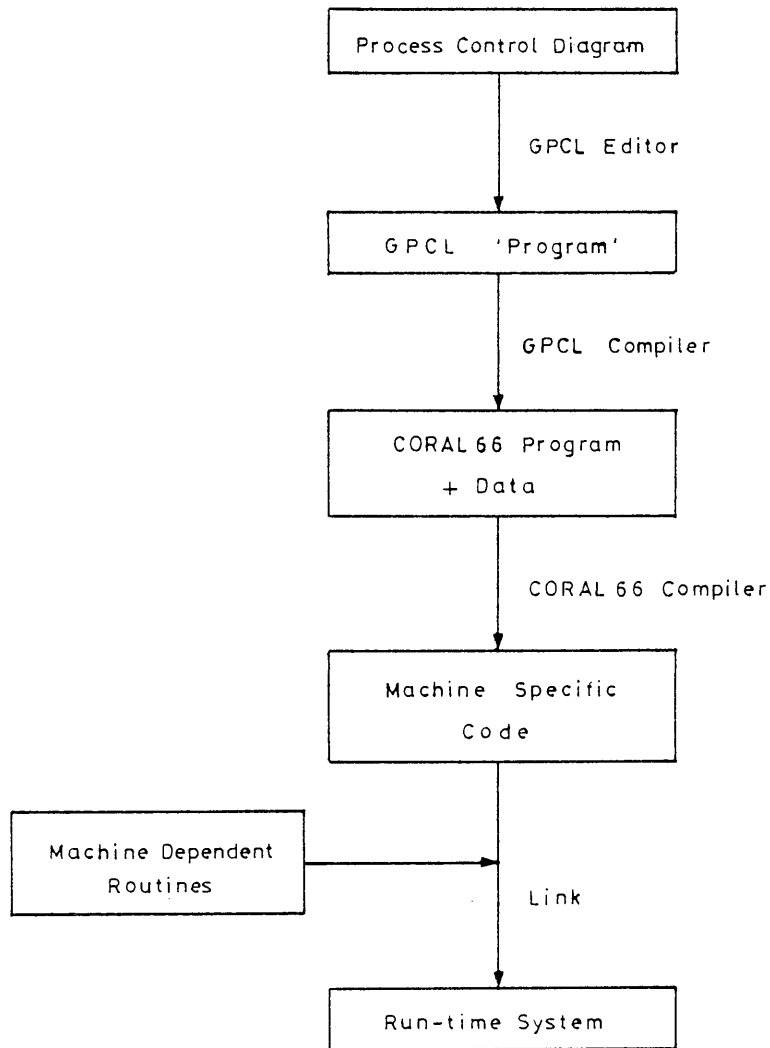 Process Control Diagram
GPCL Editor
GPCL 'Program'
GPCL Compiler
CORAL 66 Program
+ Data
CORAL 66 Compiler
Machine Specific
Code
Machine Dependent
Routines
Link
Run-time System